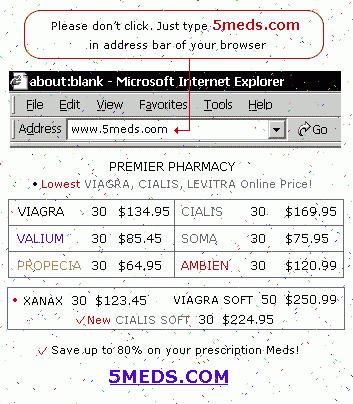 Please don't click. Just type 5meds.com
in address bar of your browser
about:blank - Microsoft Internet Explorer
File Edit View Favorites Tools Help
Address www.5meds.com Go
PREMIER PHARMACY
• Lowest VIAGRA, CIALIS, LEVITRA Online Price!
VIAGRA 30 $134.95 CIALIS 30 $169.95
VALIUM 30 $85.45 SOMA 30 $75.95
PROPECIA 30 $64.95 AMBIEN 30 $120.99
• XANAX 30 $123.45 VIAGRA SOFT 50 $250.99
✓New CIALIS SOFT 30 $224.95
✓ Save up to 80% on your prescription Meds!
5MEDS.COM